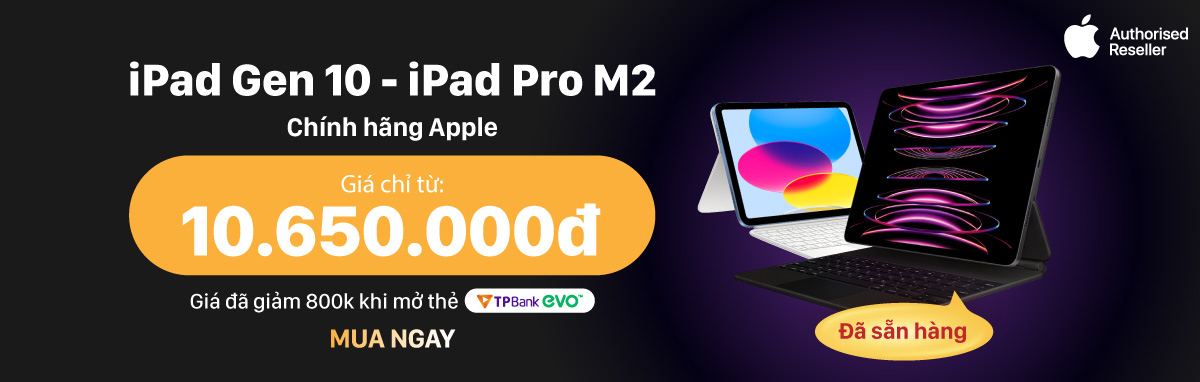 Authorised
Reseller
iPad Gen 10 - iPad Pro M2
Chính hãng Apple
Giá chỉ từ:
10.650.000đ
Giá đã giảm 800k khi mở thẻ TPBank evo™
MUA NGAY
Đã sẵn hàng